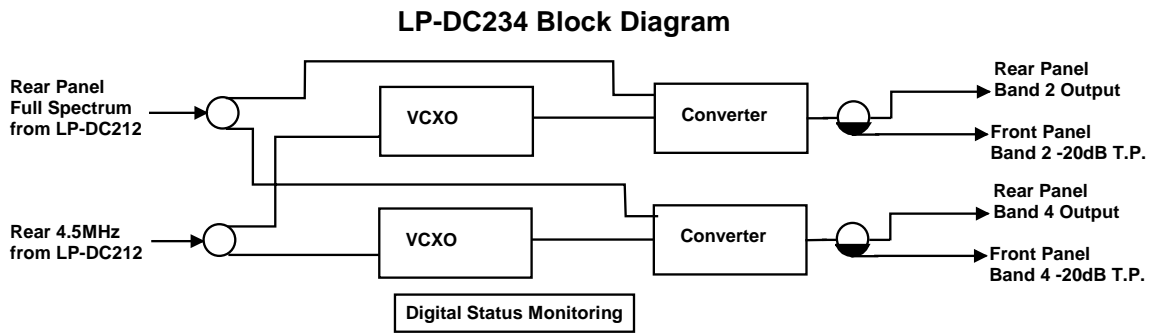 LP-DC234 Block Diagram
Rear Panel
Full Spectrum
from LP-DC212
VCXO
Converter
Rear Panel
Band 2 Output
Front Panel
Band 2 -20dB T.P.
Rear 4.5MHz
from LP-DC212
VCXO
Converter
Rear Panel
Band 4 Output
Front Panel
Band 4 -20dB T.P.
Digital Status Monitoring